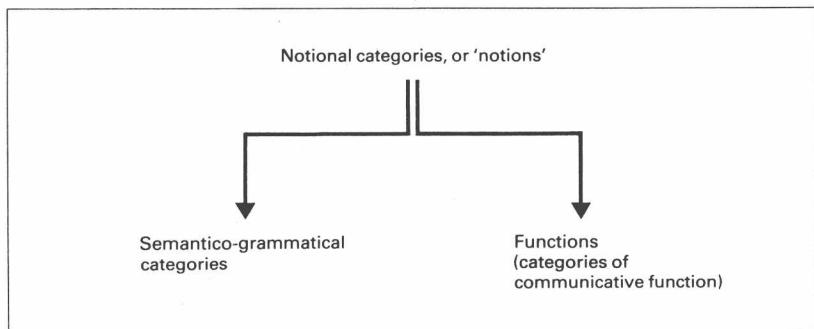 Notional categories, or 'notions'
Semantico-grammatical
categories
Functions
(categories of
communicative function)